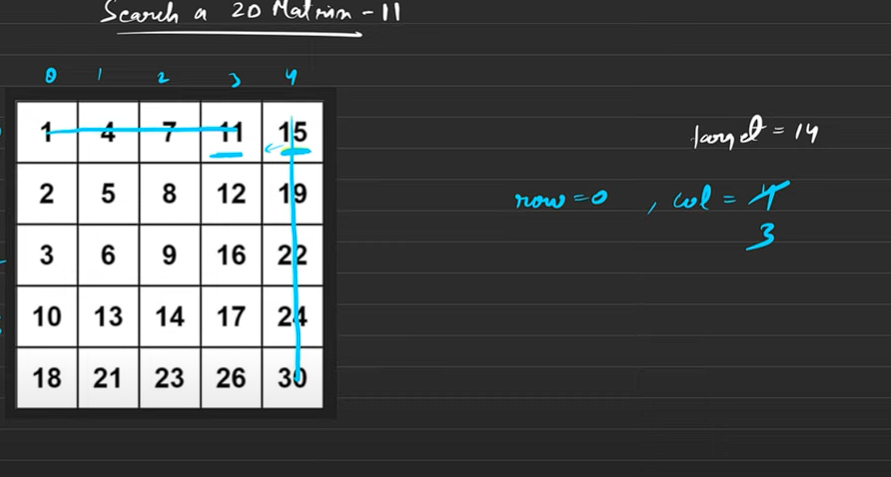 Search a 2D Matrix - II
0 1 2 3 4
1 4 7 11 15
target = 14
2 5 8 12 19
row = 0 , col = 4
3
3 6 9 16 22
10 13 14 17 24
18 21 23 26 30